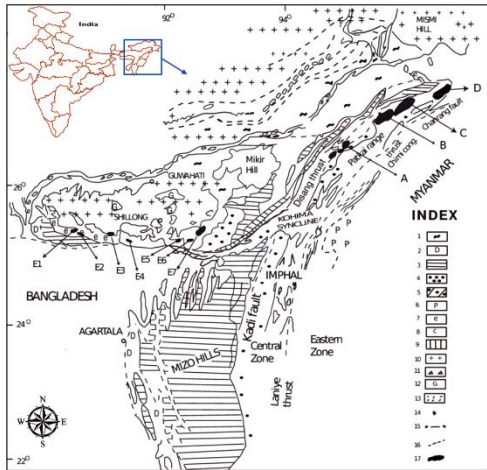 India
92
94
MISMI
HILL
D
Chamrang fault
C
B
A
Patkai range
thrust
Disang thrust
MYANMAR
Mikir
Hill
GUWAHATI
26
SHILLONG
KOHIMA
SYNCLINE
INDEX
E1
E2
E3
E4
E5
E6
E7
IMPHAL
BANGLADESH
AGARTALA
24
MIZO HILLS
Kadi fault
Central
Zone
Eastern
Zone
Laniye
thrust
22
N
W
E
S
1
2 D
3
4
5
6 P
7 e
8 c
9
10
11
12 G
13
14
15
16
17